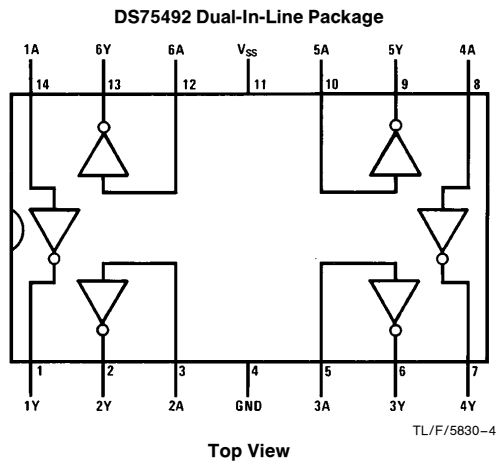 DS75492 Dual-In-Line Package
1A 6Y 6A VSS 5A 5Y 4A
14 13 12 11 10 9 8
1 2 3 4 5 6 7
1Y 2Y 2A GND 3A 3Y 4Y
TL/F/5830–4
Top View